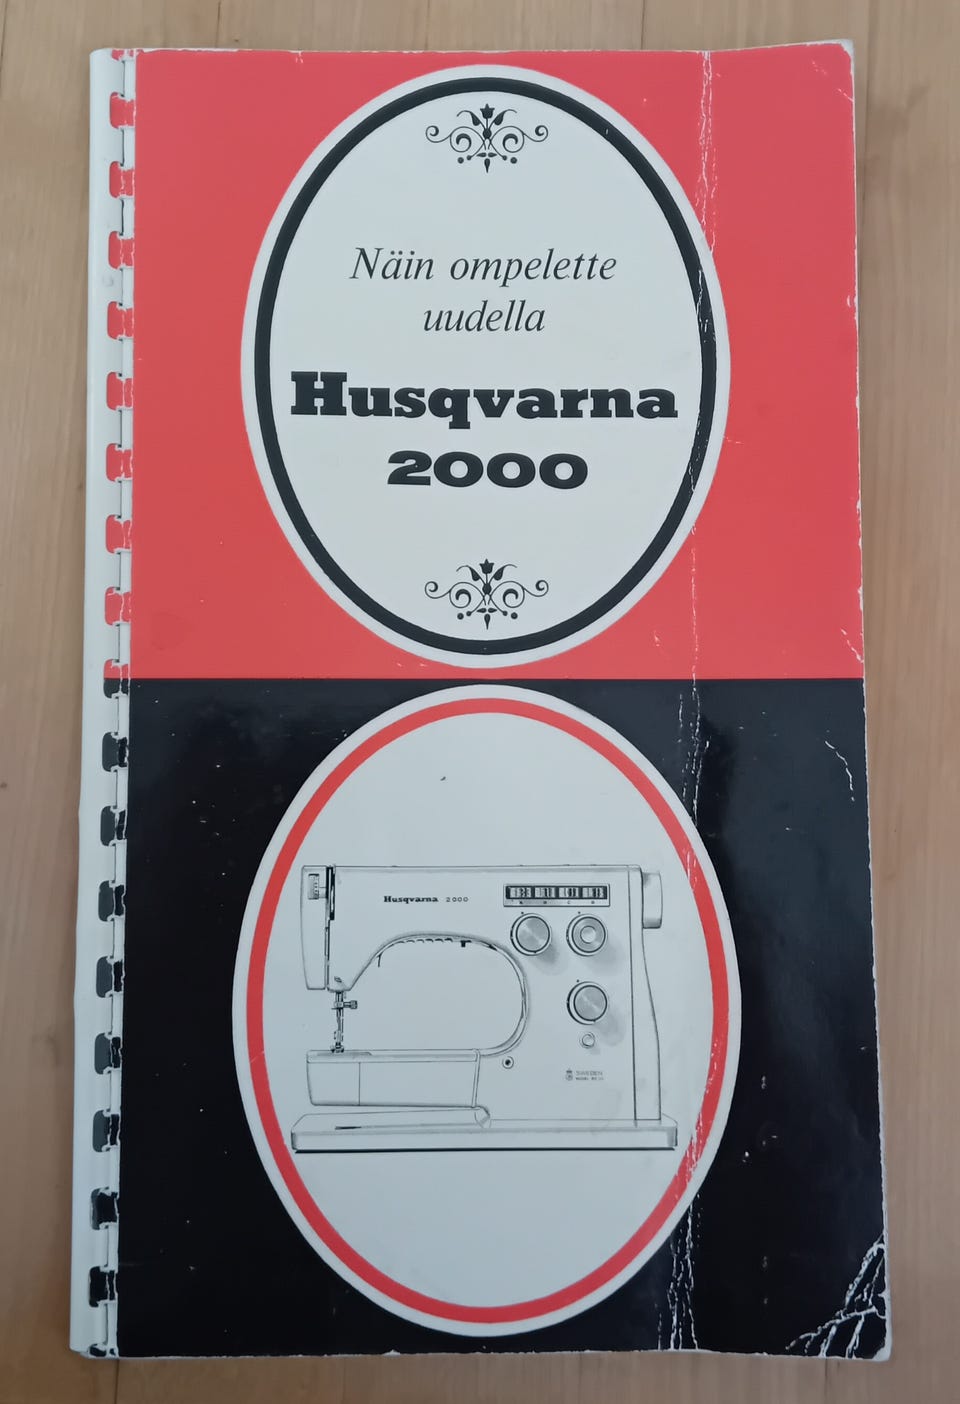 Näin ompelette
uudella
Husqvarna
2000
Husqvarna 2000
A B C D
SWEDEN